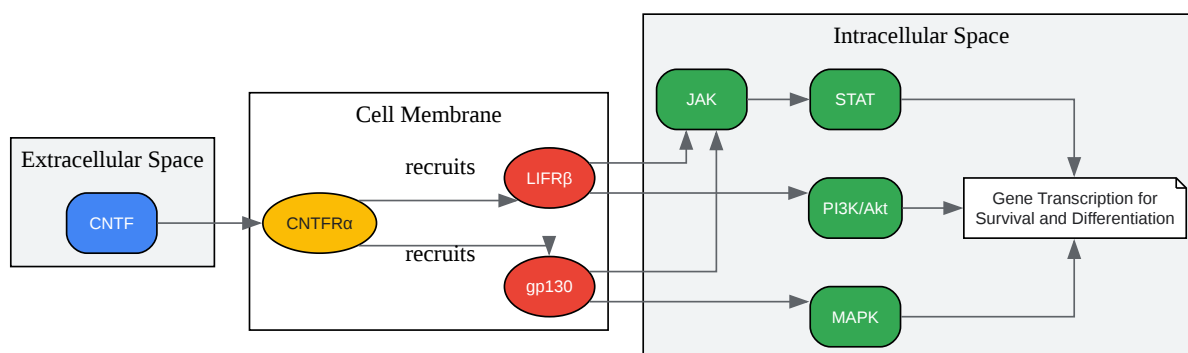 Extracellular Space
CNTF
Cell Membrane
CNTFRα
recruits
recruits
LIFRβ
gp130
Intracellular Space
JAK
STAT
PI3K/Akt
MAPK
Gene Transcription for
Survival and Differentiation